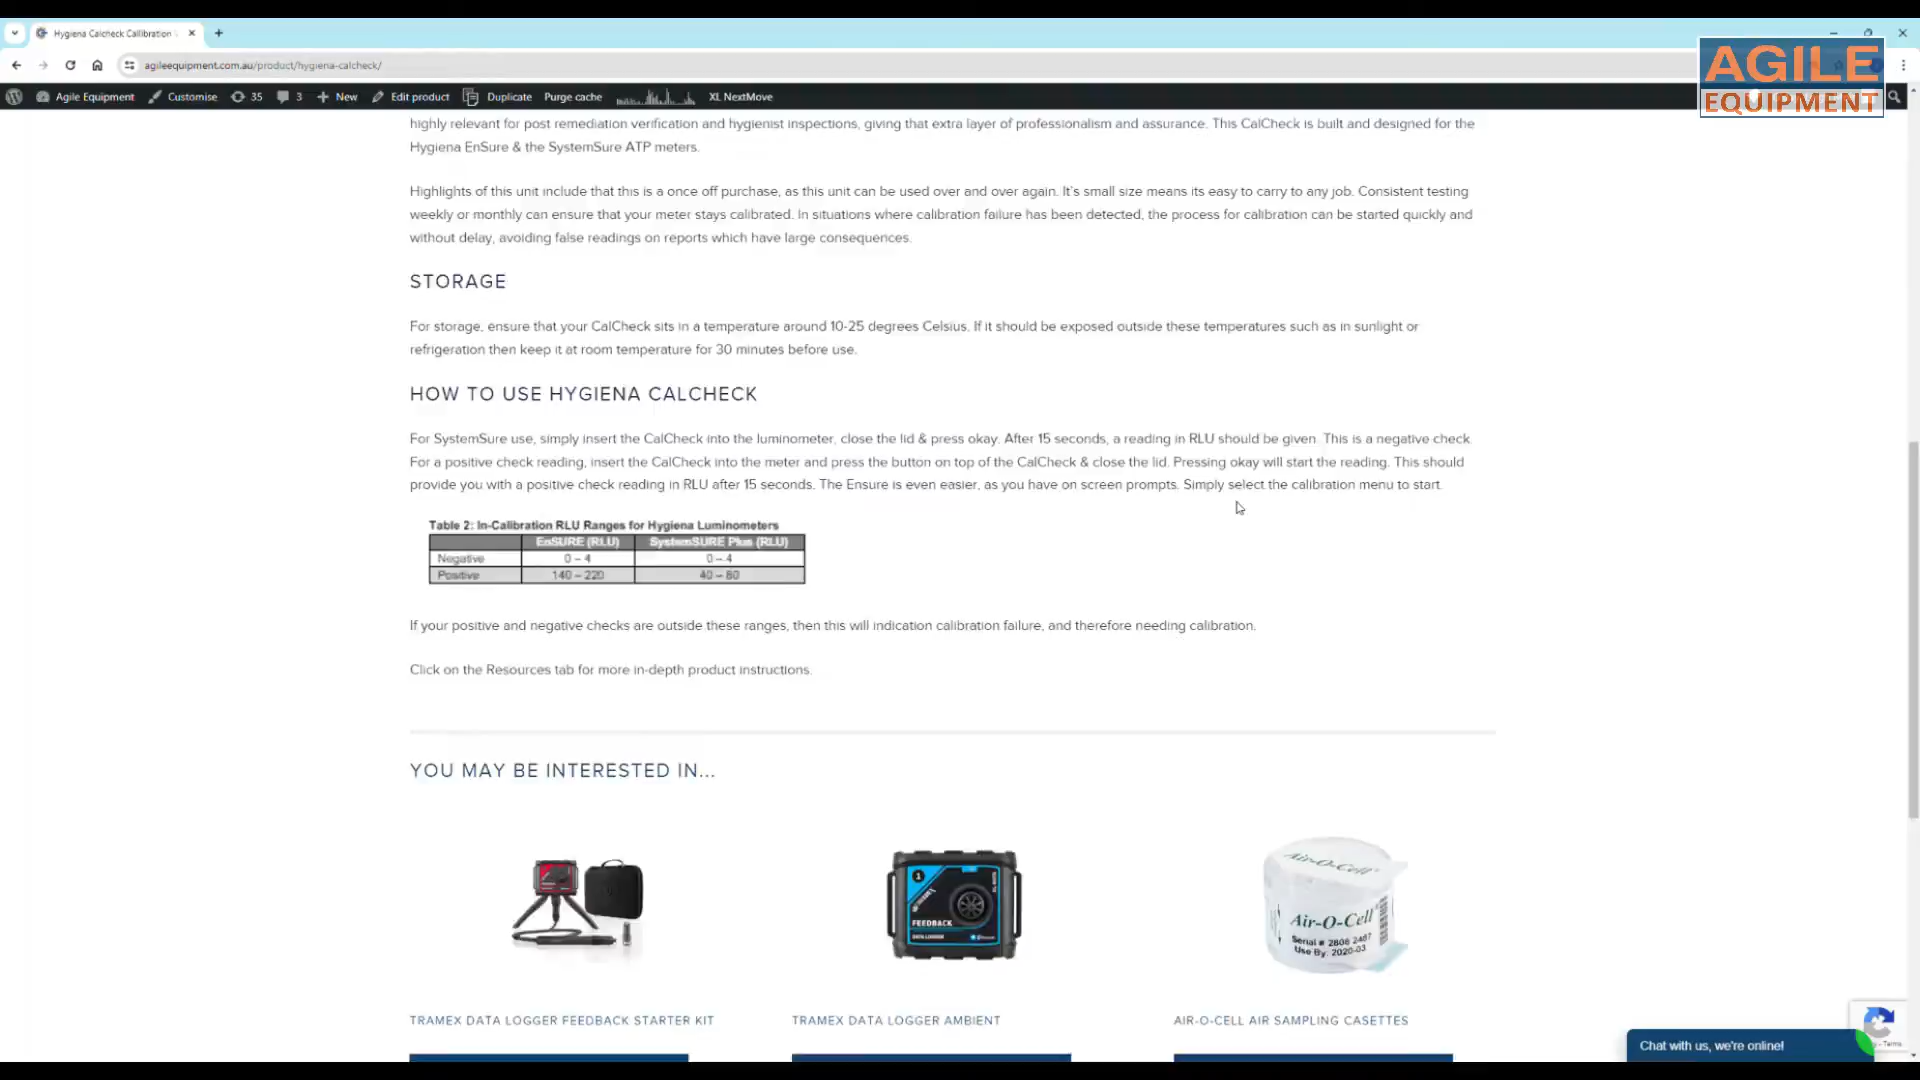 Hygiena Calcheck Callibration
agileequipment.com.au/product/hygiena-calcheck/
AGILE
EQUIPMENT
Agile Equipment Customise 35 3 New Edit product Duplicate Purge cache XL NextMove
highly relevant for post remediation verification and hygienist inspections, giving that extra layer of professionalism and assurance. This CalCheck is built and designed for the
Hygiena EnSure & the SystemSure ATP meters.
Highlights of this unit include that this is a once off purchase, as this unit can be used over and over again. It's small size means its easy to carry to any job. Consistent testing
weekly or monthly can ensure that your meter stays calibrated. In situations where calibration failure has been detected, the process for calibration can be started quickly and
without delay, avoiding false readings on reports which have large consequences.
STORAGE
For storage, ensure that your CalCheck sits in a temperature around 10-25 degrees Celsius. If it should be exposed outside these temperatures such as in sunlight or
refrigeration then keep it at room temperature for 30 minutes before use.
HOW TO USE HYGIENA CALCHECK
For SystemSure use, simply insert the CalCheck into the luminometer, close the lid & press okay. After 15 seconds, a reading in RLU should be given. This is a negative check.
For a positive check reading, insert the CalCheck into the meter and press the button on top of the CalCheck & close the lid. Pressing okay will start the reading. This should
provide you with a positive check reading in RLU after 15 seconds. The Ensure is even easier, as you have on screen prompts. Simply select the calibration menu to start.
Table 2: In-Calibration RLU Ranges for Hygiena Luminometers
EnSURE (RLU) SystemSURE Plus (RLU)
Negative 0 – 4 0 – 4
Positive 140 – 220 40 – 60
If your positive and negative checks are outside these ranges, then this will indication calibration failure, and therefore needing calibration.
Click on the Resources tab for more in-depth product instructions.
YOU MAY BE INTERESTED IN...
1
FEEDBACK
DATA LOGGER
Air-O-Cell
Air-O-Cell
Serial # 2808 2467
Use By: 2020-03
TRAMEX DATA LOGGER FEEDBACK STARTER KIT
TRAMEX DATA LOGGER AMBIENT
AIR-O-CELL AIR SAMPLING CASETTES
Chat with us, we're online!
- Terms